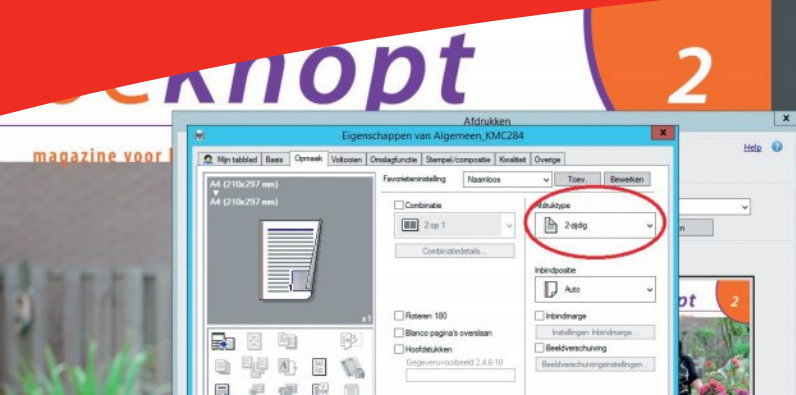 knopt
2
magazine voor
Afdrukken
x
Eigenschappen van Algemeen_KMC284
x
Help
Mijn tabblad
Basis
Opmaak
Voltooien
Omslagfunctie
Stempel/compositie
Kwaliteit
Overige
Favorieteninstelling
Naamloos
Toev.
Bewerken
A4 (210x297 mm)
A4 (210x297 mm)
x1
Combinatie
2 op 1
Combinatiedetails...
Afdruktype
2-zijdig
Inbindpositie
Auto
Roteren 180
Blanco pagina's overslaan
Hoofdstukken
Gegevensvoorbeeld 2,4,6-10
Inbindmarge
Instellingen Inbindmarge...
Beeldverschuiving
Beeldverschuivingsinstellingen...
pt
2